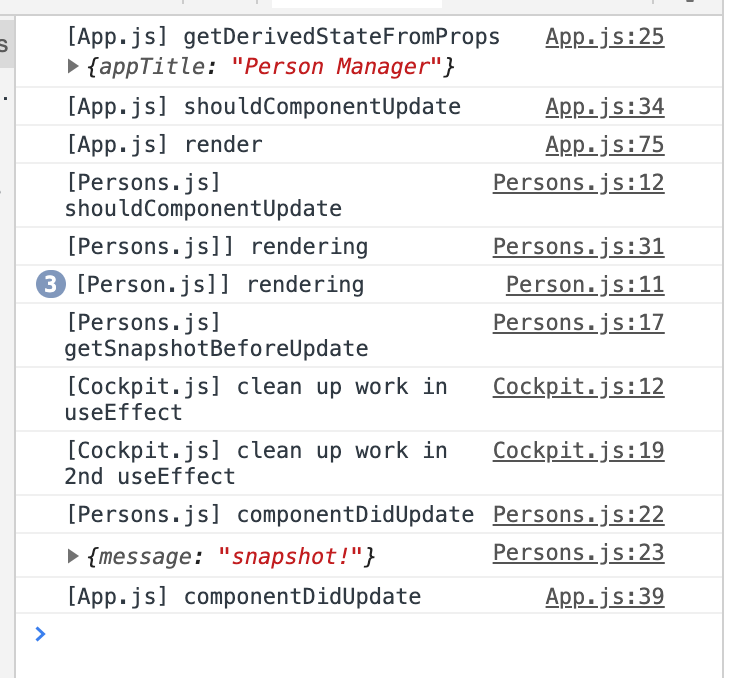 [App.js] getDerivedStateFromProps App.js:25
▶ {appTitle: "Person Manager"}
[App.js] shouldComponentUpdate App.js:34
[App.js] render App.js:75
[Persons.js] Persons.js:12
shouldComponentUpdate
[Persons.js]] rendering Persons.js:31
3 [Person.js]] rendering Person.js:11
[Persons.js] Persons.js:17
getSnapshotBeforeUpdate
[Cockpit.js] clean up work in Cockpit.js:12
useEffect
[Cockpit.js] clean up work in Cockpit.js:19
2nd useEffect
[Persons.js] componentDidUpdate Persons.js:22
▶ {message: "snapshot!"} Persons.js:23
[App.js] componentDidUpdate App.js:39